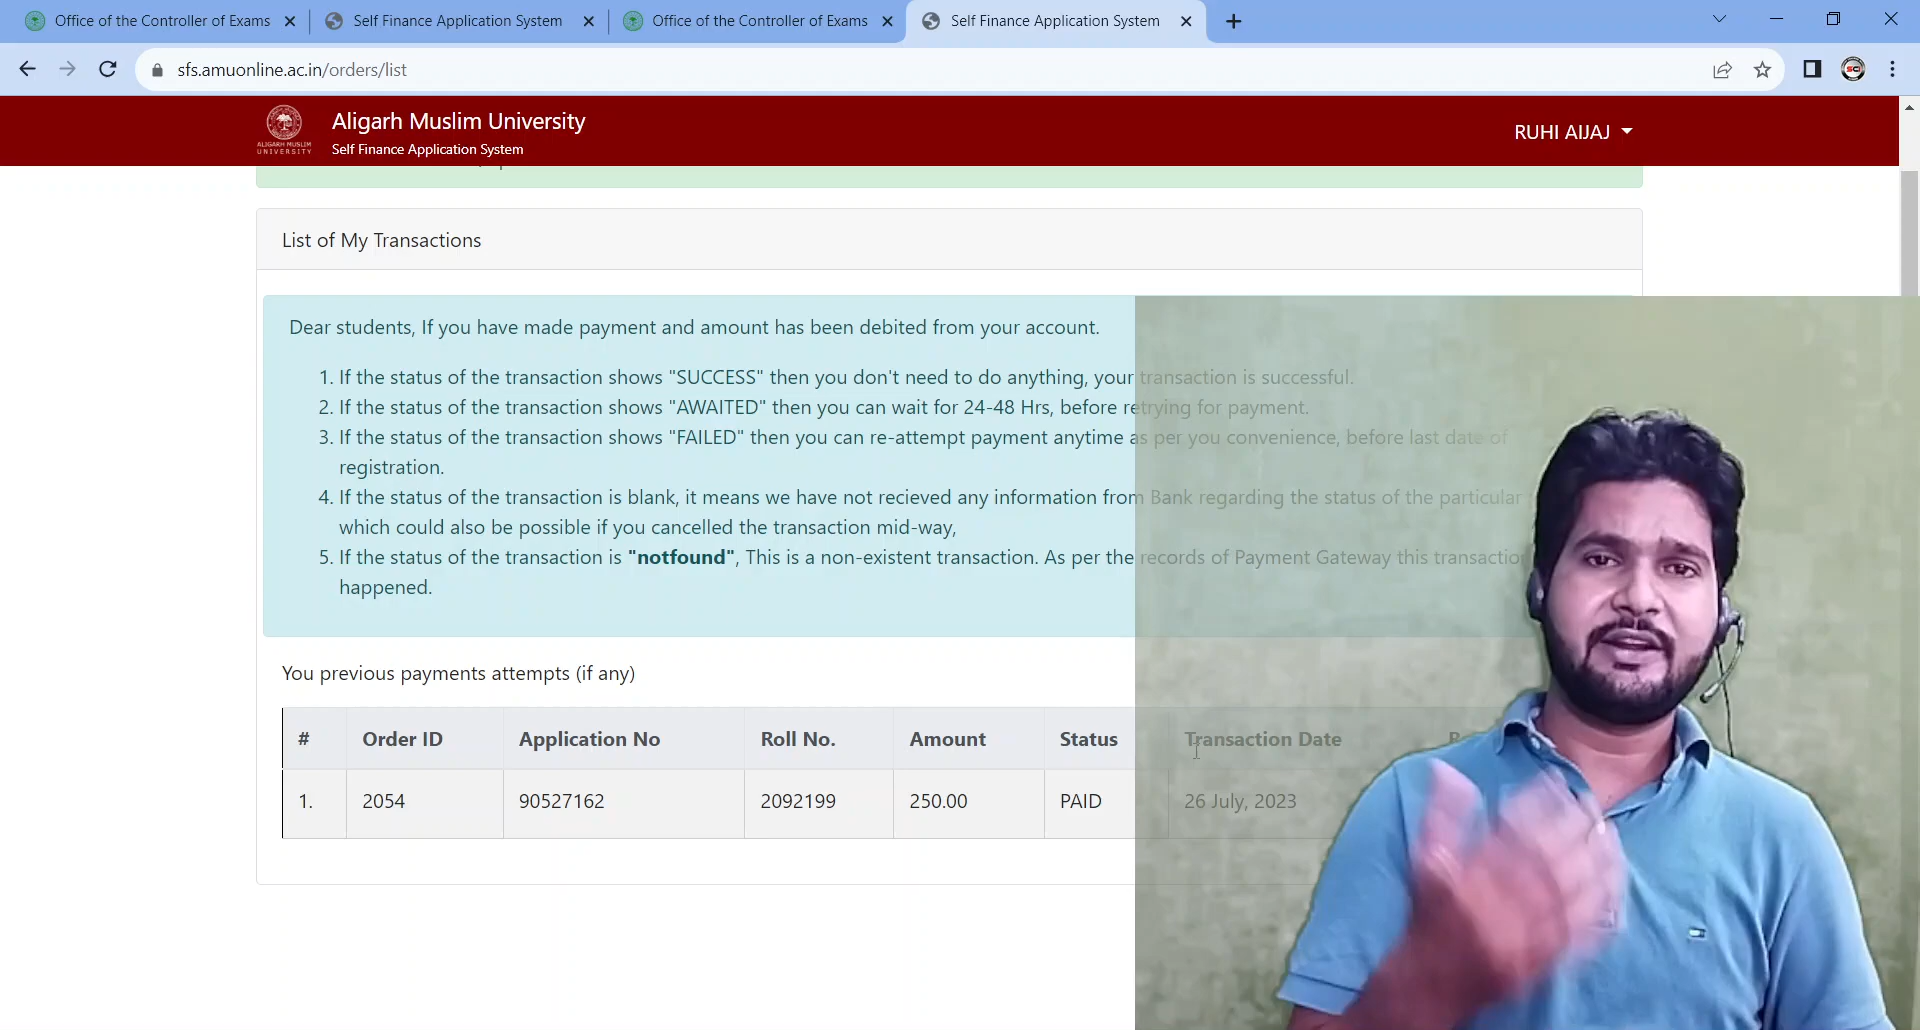 Office of the Controller of Exams
Self Finance Application System
Office of the Controller of Exams
Self Finance Application System
sfs.amuonline.ac.in/orders/list
Aligarh Muslim University
Self Finance Application System
ALIGARH MUSLIM
UNIVERSITY
RUHI AIJAJ
List of My Transactions
Dear students, If you have made payment and amount has been debited from your account.
1. If the status of the transaction shows "SUCCESS" then you don't need to do anything, your transaction is successful.
2. If the status of the transaction shows "AWAITED" then you can wait for 24-48 Hrs, before retrying for payment.
3. If the status of the transaction shows "FAILED" then you can re-attempt payment anytime as per you convenience, before last date of
registration.
4. If the status of the transaction is blank, it means we have not recieved any information from Bank regarding the status of the particular
which could also be possible if you cancelled the transaction mid-way,
5. If the status of the transaction is "notfound", This is a non-existent transaction. As per the records of Payment Gateway this transaction
happened.
You previous payments attempts (if any)
# Order ID Application No Roll No. Amount Status Transaction Date
1. 2054 90527162 2092199 250.00 PAID 26 July, 2023